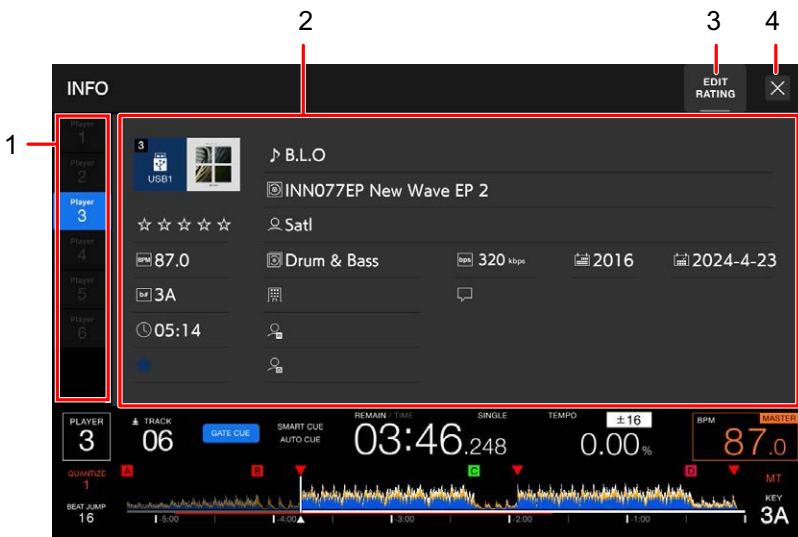 2
3
4
INFO
EDIT
RATING
1
Player
1
Player
2
Player
3
Player
4
Player
5
Player
6
3
USB1
B.L.O
INN077EP New Wave EP 2
Satl
BPM 87.0
Drum & Bass
bps 320 kbps
2016
2024-4-23
b# 3A
05:14
PLAYER
3
TRACK
06
GATE CUE
SMART CUE
AUTO CUE
REMAIN / TIME
03:46.248
SINGLE
TEMPO
±16
0.00%
BPM
MASTER
87.0
QUANTIZE
1
A
B
C
D
MT
BEAT JUMP
16
KEY
3A
-5:00
-4:00
-3:00
-2:00
-1:00